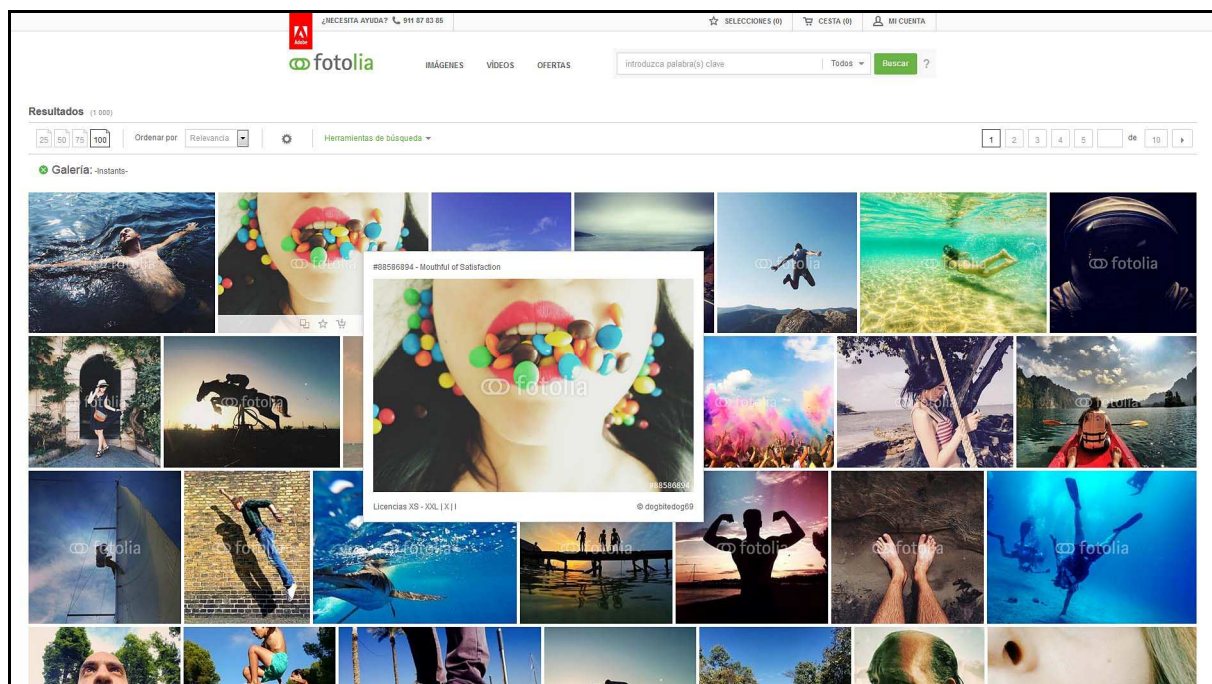 ¿NECESITA AYUDA? 911 87 83 85
SELECCIONES (0)
CESTA (0)
MI CUENTA
Adobe
fotolia
IMÁGENES
VÍDEOS
OFERTAS
introduzca palabra(s) clave
Todos
Buscar
?
Resultados (1 000)
25 50 75 100
Ordenar por
Relevancia
Herramientas de búsqueda
1 2 3 4 5 de 10
Galería: -Instants-
fotolia
fotolia
fotolia
fotolia
fotolia
#88586894 - Mouthful of Satisfaction
fotolia
#88586894
Licencias XS - XXL | X | I
© dogbitedog69
fotolia
fotolia
fotolia
fotolia
fotolia
fotolia
fotolia
fotolia
fotolia
fotolia
fotolia
fotolia